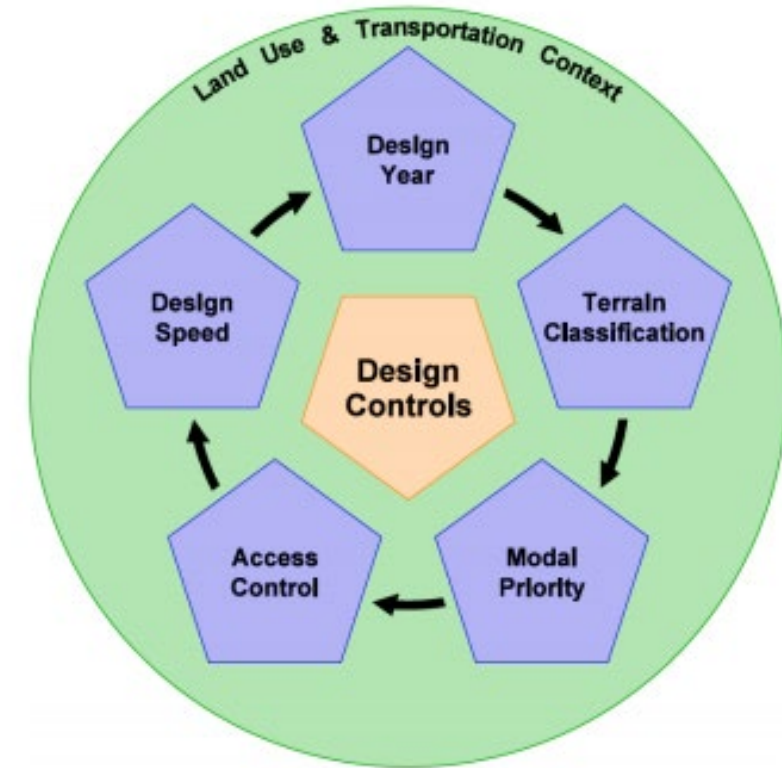 Land Use & Transportation Context
Design
Year
Terrain
Classification
Modal
Priority
Access
Control
Design
Speed
Design
Controls